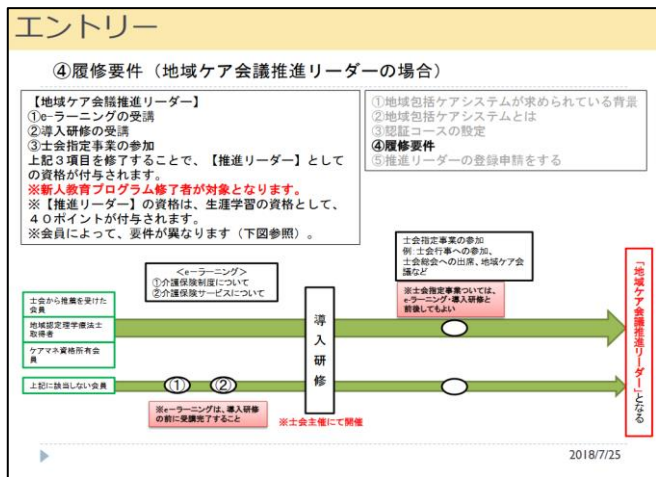 エントリー
④履修要件（地域ケア会議推進リーダーの場合）
【地域ケア会議推進リーダー】
①e-ラーニングの受講
②導入研修の受講
③士会指定事業の参加
上記３項目を修了することで、【推進リーダー】として
の資格が付与されます。
※新人教育プログラム修了者が対象となります。
※【推進リーダー】の資格は、生涯学習の資格として、
４０ポイントが付与されます。
※会員によって、要件が異なります（下図参照）。
①地域包括ケアシステムが求められている背景
②地域包括ケアシステムとは
③認証コースの設定
④履修要件
⑤推進リーダーの登録申請をする
＜e-ラーニング＞
①介護保険制度について
②介護保険サービスについて
士会指定事業の参加
例：士会行事への参加、
士会総会への出席、地域ケア会
議など
※士会指定事業ついては、
e-ラーニング・導入研修と
前後してもよい
士会から推薦を受けた
会員
地域認定理学療法士
取得者
ケアマネ資格所有会
員
上記に該当しない会員
①
②
導入研修
※e-ラーニングは、導入研修
の前に受講完了すること
※士会主催にて開催
「地域ケア会議推進リーダー」となる
2018/7/25